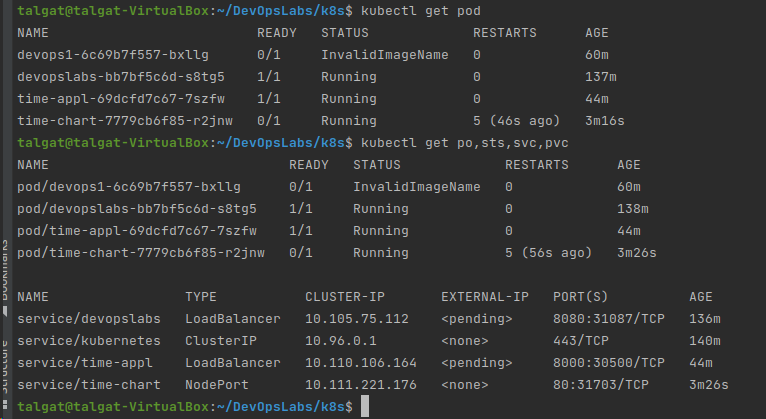 talgat@talgat-VirtualBox:~/DevOpsLabs/k8s$ kubectl get pod
NAME READY STATUS RESTARTS AGE
devops1-6c69b7f557-bxllg 0/1 InvalidImageName 0 60m
devopslabs-bb7bf5c6d-s8tg5 1/1 Running 0 137m
time-appl-69dcfd7c67-7szfw 1/1 Running 0 44m
time-chart-7779cb6f85-r2jnw 0/1 Running 5 (46s ago) 3m16s
talgat@talgat-VirtualBox:~/DevOpsLabs/k8s$ kubectl get po,sts,svc,pvc
NAME READY STATUS RESTARTS AGE
pod/devops1-6c69b7f557-bxllg 0/1 InvalidImageName 0 60m
pod/devopslabs-bb7bf5c6d-s8tg5 1/1 Running 0 138m
pod/time-appl-69dcfd7c67-7szfw 1/1 Running 0 44m
pod/time-chart-7779cb6f85-r2jnw 0/1 Running 5 (56s ago) 3m26s
NAME TYPE CLUSTER-IP EXTERNAL-IP PORT(S) AGE
service/devopslabs LoadBalancer 10.105.75.112 <pending> 8080:31087/TCP 136m
service/kubernetes ClusterIP 10.96.0.1 <none> 443/TCP 140m
service/time-appl LoadBalancer 10.110.106.164 <pending> 8000:30500/TCP 44m
service/time-chart NodePort 10.111.221.176 <none> 80:31703/TCP 3m26s
talgat@talgat-VirtualBox:~/DevOpsLabs/k8s$